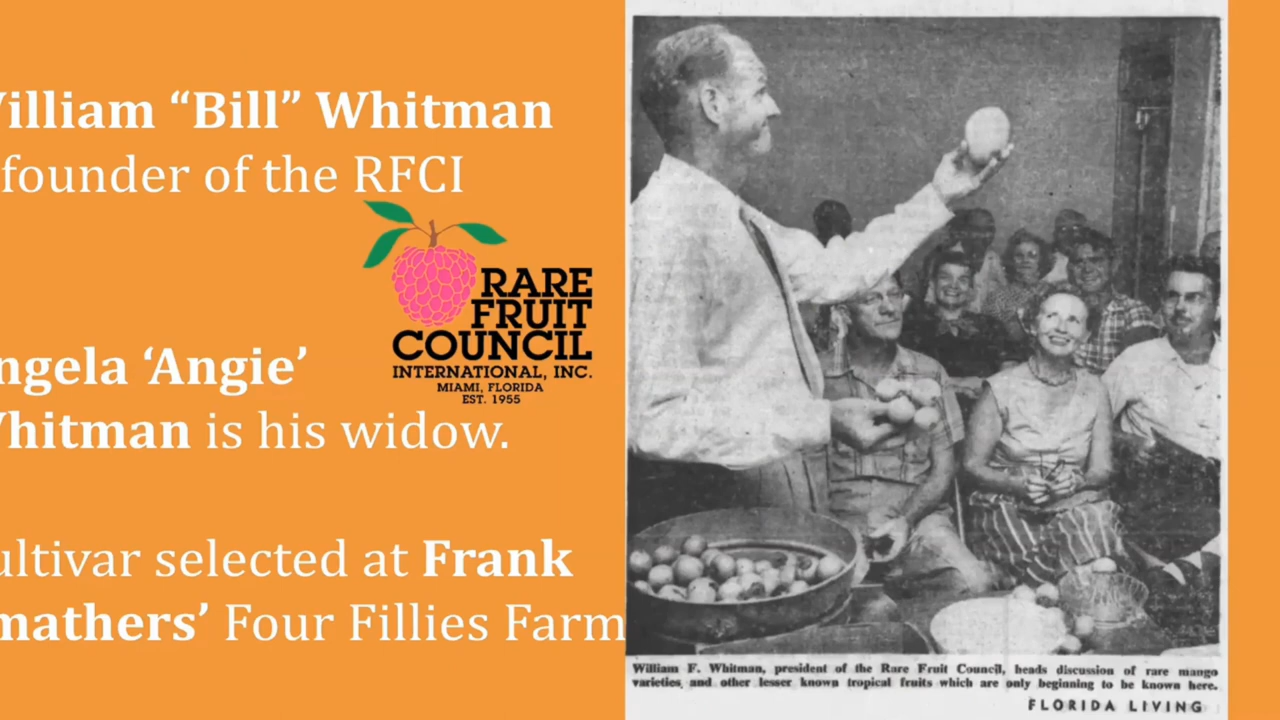 Villiam “Bill” Whitman
founder of the RFCI
RARE
FRUIT
COUNCIL
INTERNATIONAL, INC.
MIAMI, FLORIDA
EST. 1955
ngela ‘Angie’
Whitman is his widow.
ultivar selected at Frank
mathers’ Four Fillies Farm
William F. Whitman, president of the Rare Fruit Council, heads discussion of rare mango
varieties and other lesser known tropical fruits which are only beginning to be known here.
FLORIDA LIVING